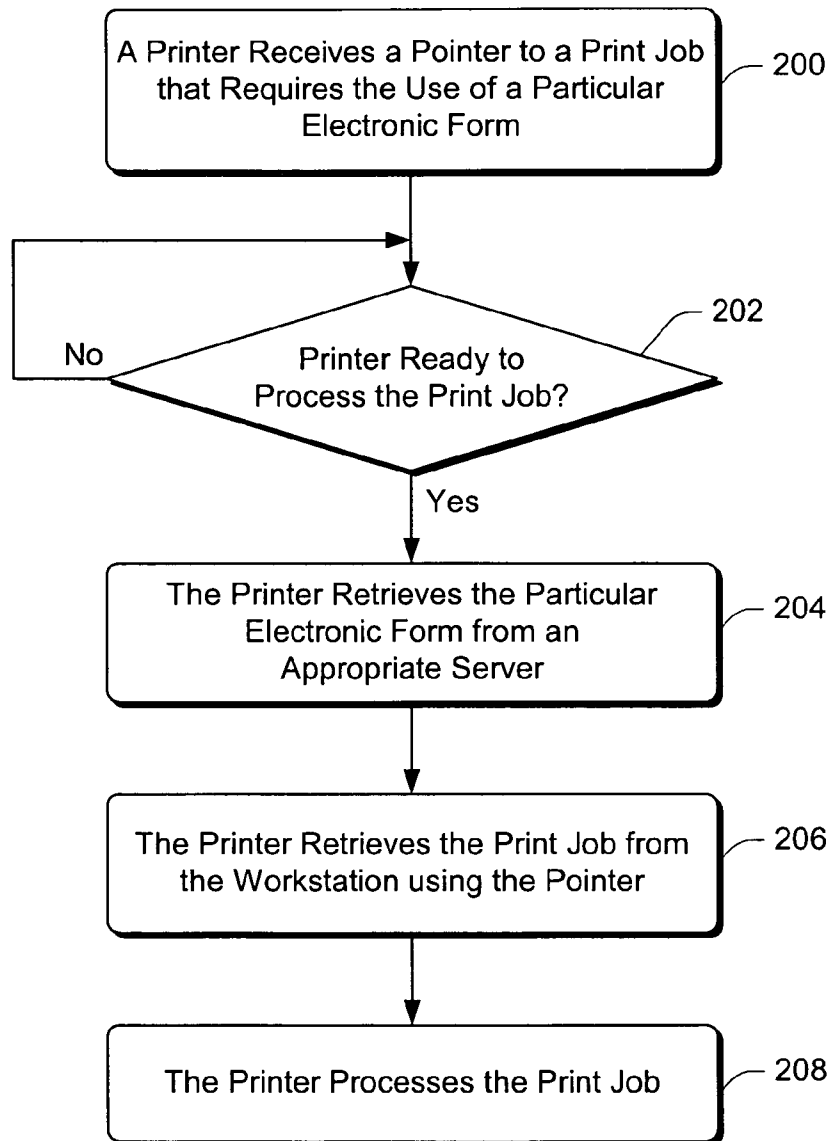 A Printer Receives a Pointer to a Print Job
that Requires the Use of a Particular
Electronic Form
200
202
No
Printer Ready to
Process the Print Job?
Yes
The Printer Retrieves the Particular
Electronic Form from an
Appropriate Server
204
The Printer Retrieves the Print Job from
the Workstation using the Pointer
206
The Printer Processes the Print Job
208